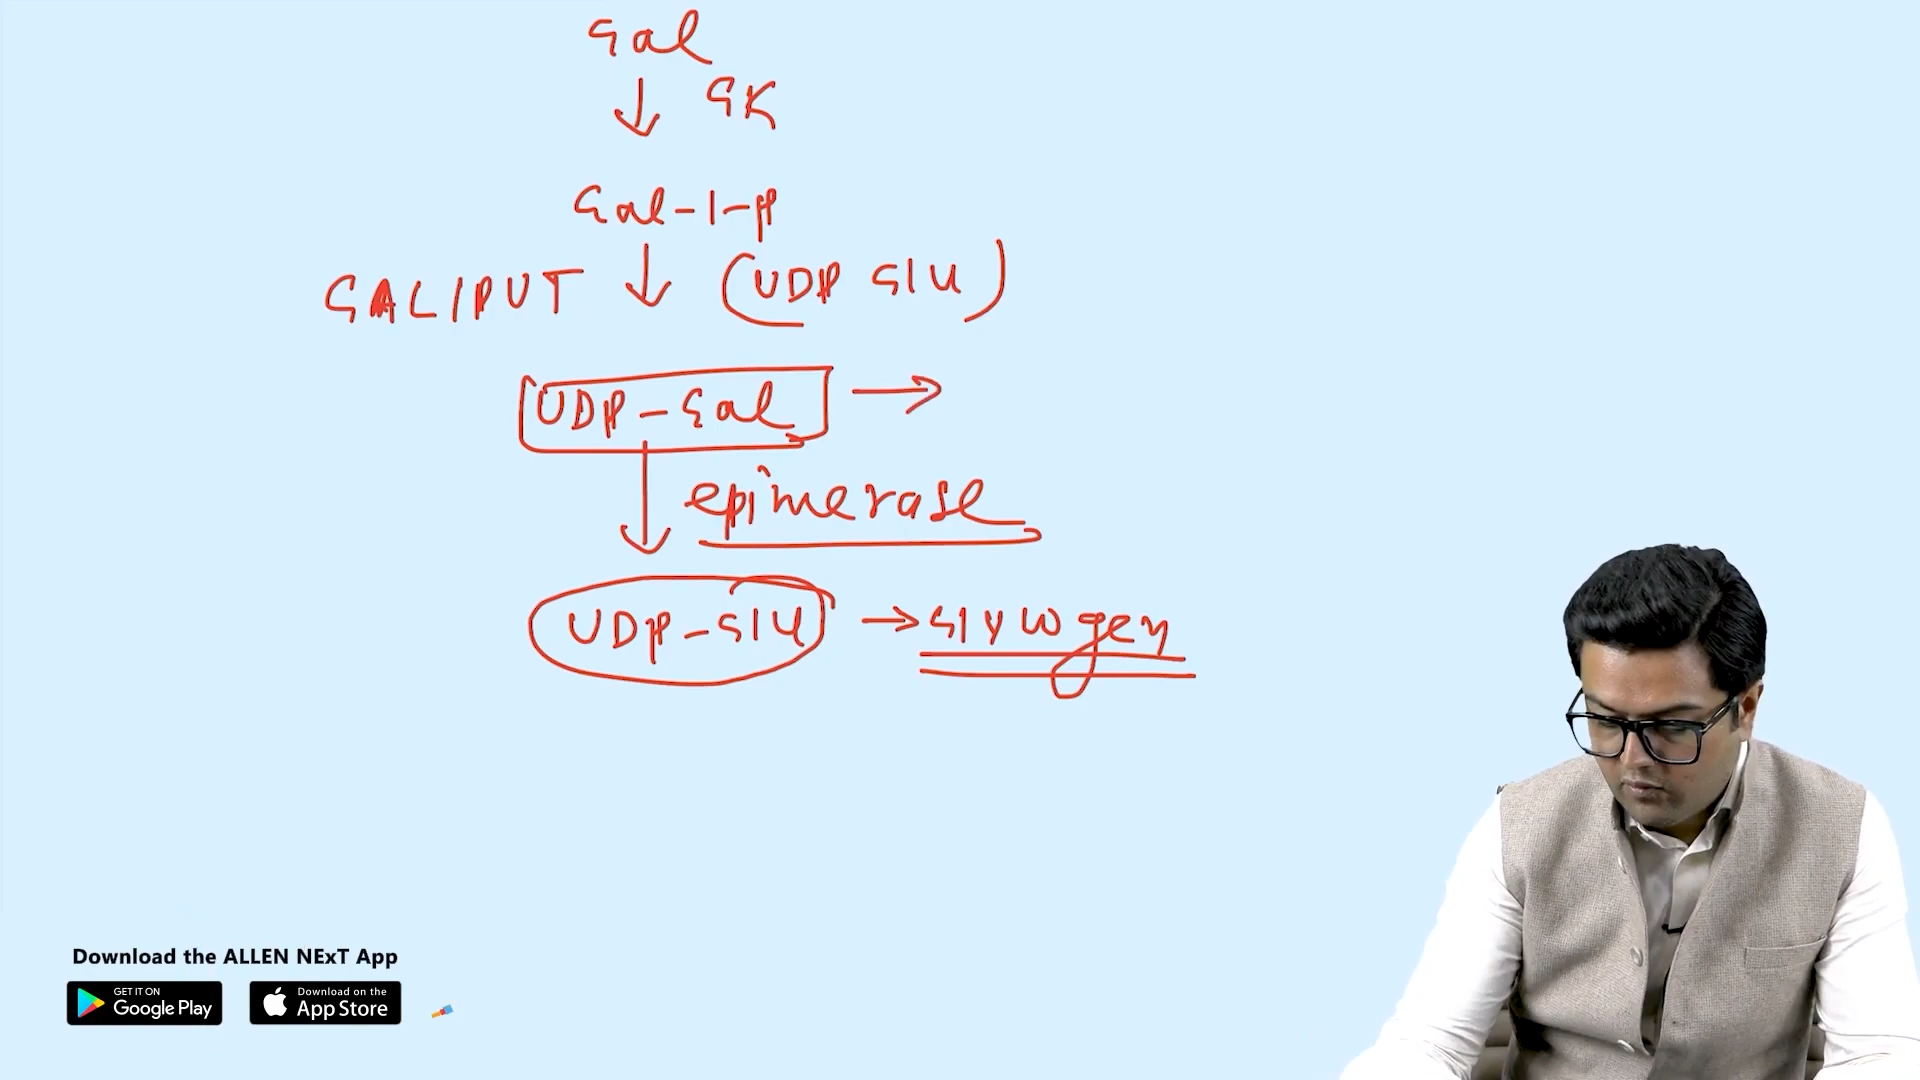 Gal
↓ GK
Gal-1-P
GALIPUT ↓ (UDP Glu)
UDP-Gal →
↓ epimerase
UDP-Glu → Glycogen
Download the ALLEN NExT App
GET IT ON Google Play
Download on the App Store